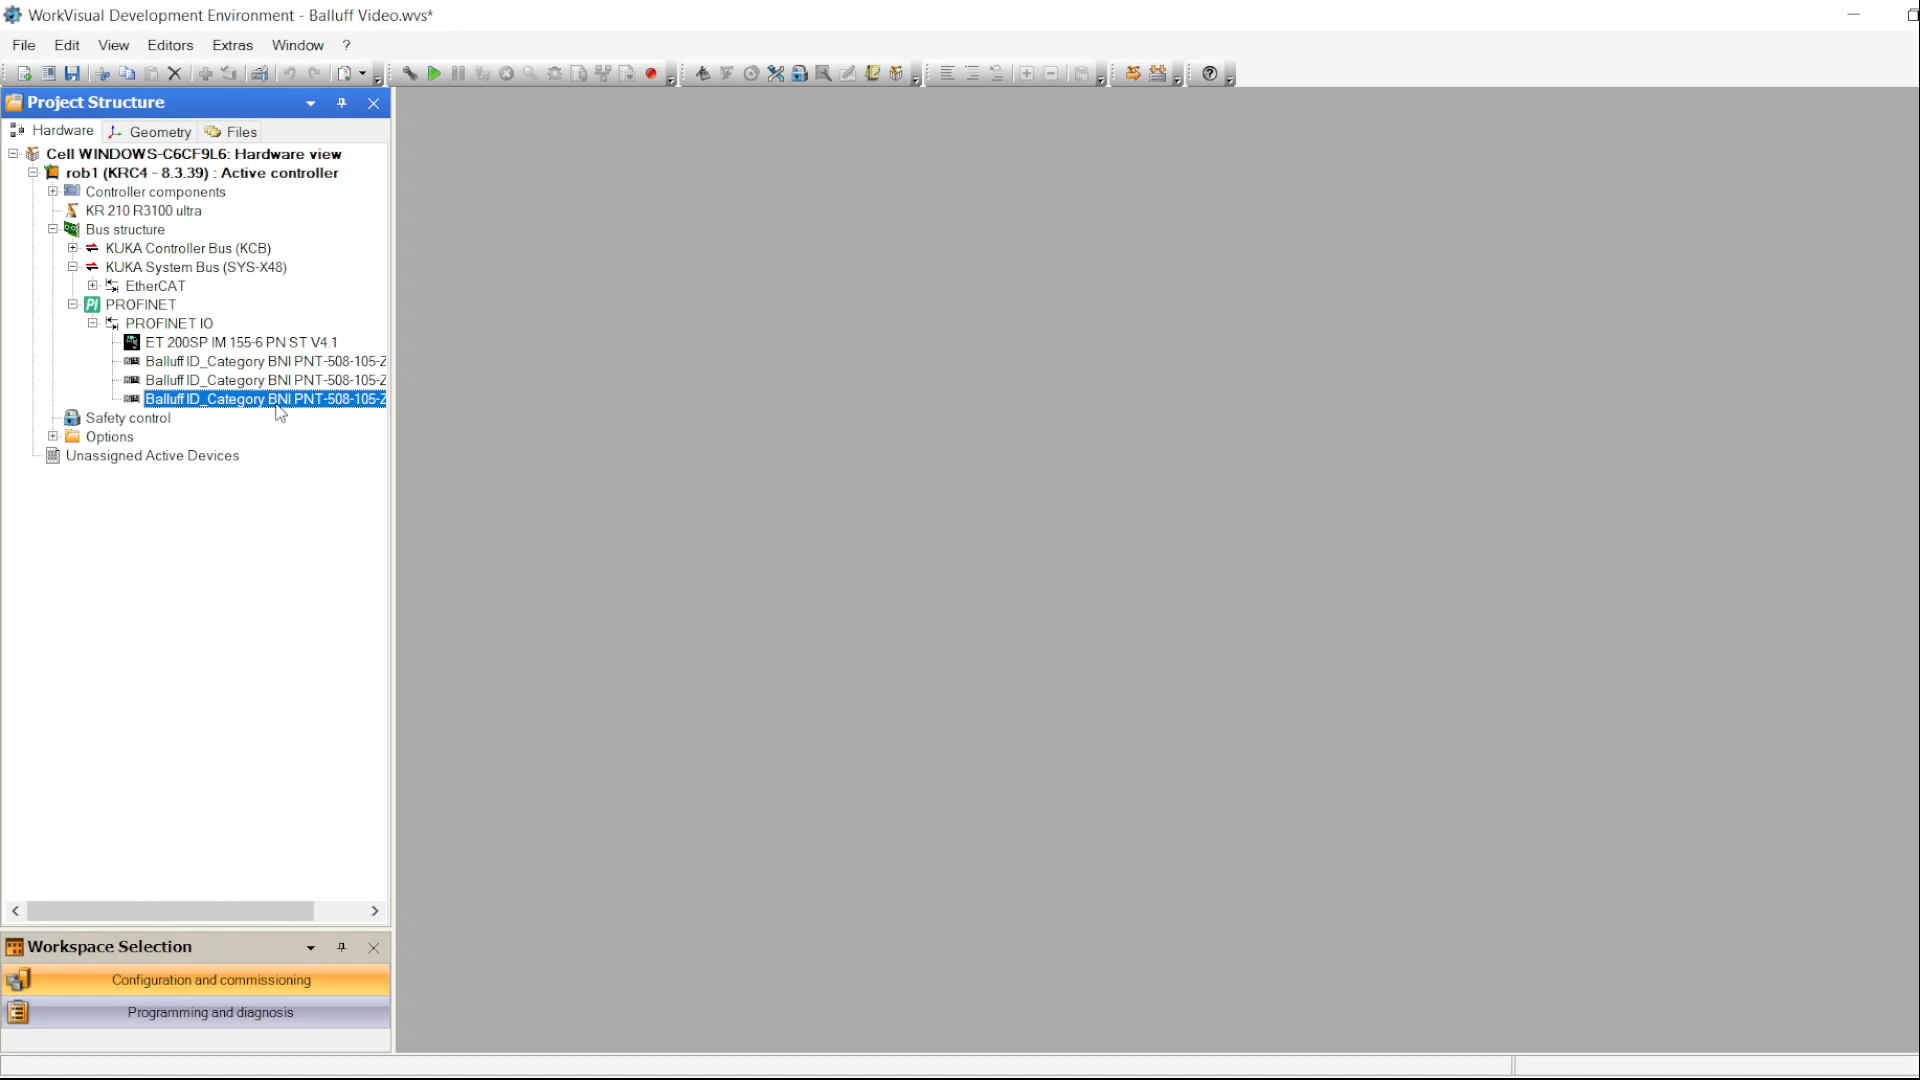 WorkVisual Development Environment - Balluff Video.wvs*
File Edit View Editors Extras Window ?
Project Structure
Hardware Geometry Files
Cell WINDOWS-C6CF9L6: Hardware view
rob1 (KRC4 - 8.3.39) : Active controller
Controller components
KR 210 R3100 ultra
Bus structure
KUKA Controller Bus (KCB)
KUKA System Bus (SYS-X48)
EtherCAT
PI PROFINET
PROFINET IO
ET 200SP IM 155-6 PN ST V4.1
Balluff ID_Category BNI PNT-508-105-Z
Balluff ID_Category BNI PNT-508-105-Z
Balluff ID_Category BNI PNT-508-105-Z
Safety control
Options
Unassigned Active Devices
Workspace Selection
Configuration and commissioning
Programming and diagnosis